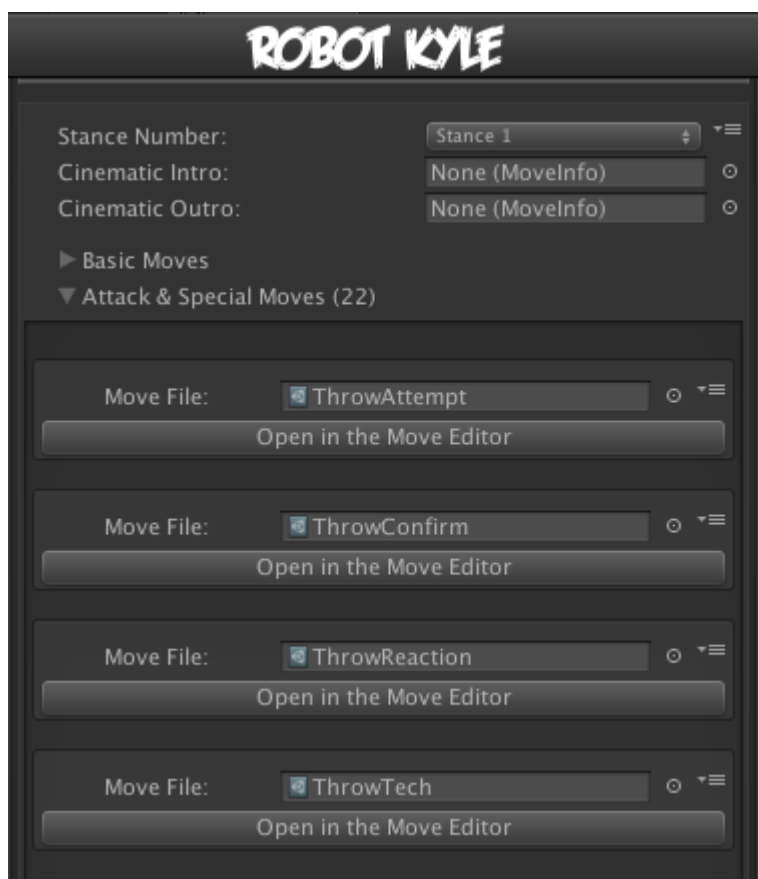 ROBOT KYLE
Stance Number: Stance 1
Cinematic Intro: None (MoveInfo)
Cinematic Outro: None (MoveInfo)
Basic Moves
Attack & Special Moves (22)
Move File: ThrowAttempt
Open in the Move Editor
Move File: ThrowConfirm
Open in the Move Editor
Move File: ThrowReaction
Open in the Move Editor
Move File: ThrowTech
Open in the Move Editor